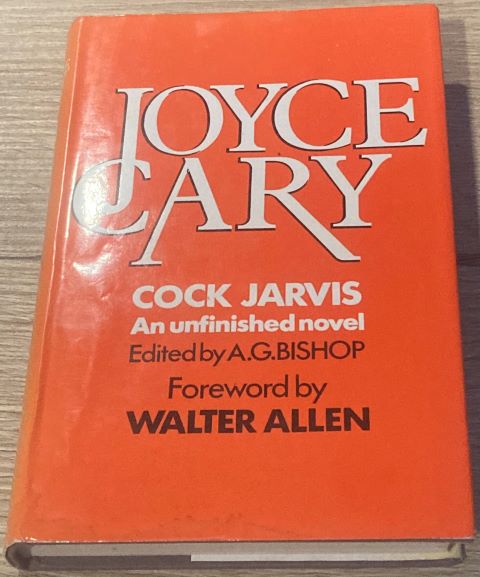 JOYCE
CARY
COCK JARVIS
An unfinished novel
Edited by A.G.BISHOP
Foreword by
WALTER ALLEN